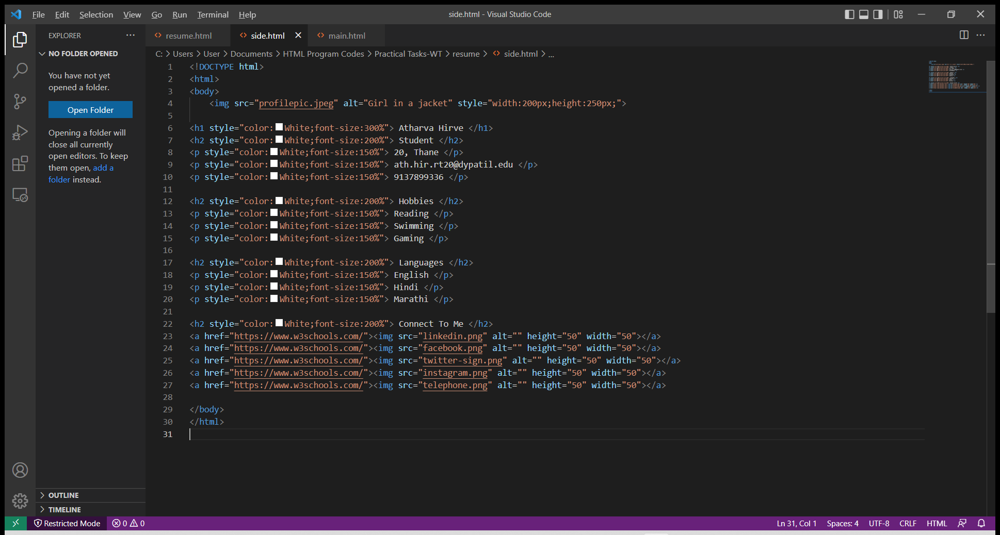 File Edit Selection View Go Run Terminal Help side.html - Visual Studio Code
EXPLORER ··· resume.html side.html main.html ···
NO FOLDER OPENED
C: > Users > User > Documents > HTML Program Codes > Practical Tasks-WT > resume > side.html > ...
You have not yet
opened a folder.
Open Folder
Opening a folder will
close all currently
open editors. To keep
them open, add a
folder instead.
1 <!DOCTYPE html>
2 <html>
3 <body>
4     <img src="profilepic.jpeg" alt="Girl in a jacket" style="width:200px;height:250px;">
5
6 <h1 style="color:White;font-size:300%"> Atharva Hirve </h1>
7 <h2 style="color:White;font-size:200%"> Student </h2>
8 <p style="color:White;font-size:150%"> 20, Thane </p>
9 <p style="color:White;font-size:150%"> ath.hir.rt20@dypatil.edu </p>
10 <p style="color:White;font-size:150%"> 9137899336 </p>
11
12 <h2 style="color:White;font-size:200%"> Hobbies </h2>
13 <p style="color:White;font-size:150%"> Reading </p>
14 <p style="color:White;font-size:150%"> Swimming </p>
15 <p style="color:White;font-size:150%"> Gaming </p>
16
17 <h2 style="color:White;font-size:200%"> Languages </h2>
18 <p style="color:White;font-size:150%"> English </p>
19 <p style="color:White;font-size:150%"> Hindi </p>
20 <p style="color:White;font-size:150%"> Marathi </p>
21
22 <h2 style="color:White;font-size:200%"> Connect To Me </h2>
23 <a href="https://www.w3schools.com/"><img src="linkedin.png" alt="" height="50" width="50"></a>
24 <a href="https://www.w3schools.com/"><img src="facebook.png" alt="" height="50" width="50"></a>
25 <a href="https://www.w3schools.com/"><img src="twitter-sign.png" alt="" height="50" width="50"></a>
26 <a href="https://www.w3schools.com/"><img src="instagram.png" alt="" height="50" width="50"></a>
27 <a href="https://www.w3schools.com/"><img src="telephone.png" alt="" height="50" width="50"></a>
28
29 </body>
30 </html>
31
OUTLINE
TIMELINE
Restricted Mode 0 0 Ln 31, Col 1 Spaces: 4 UTF-8 CRLF HTML